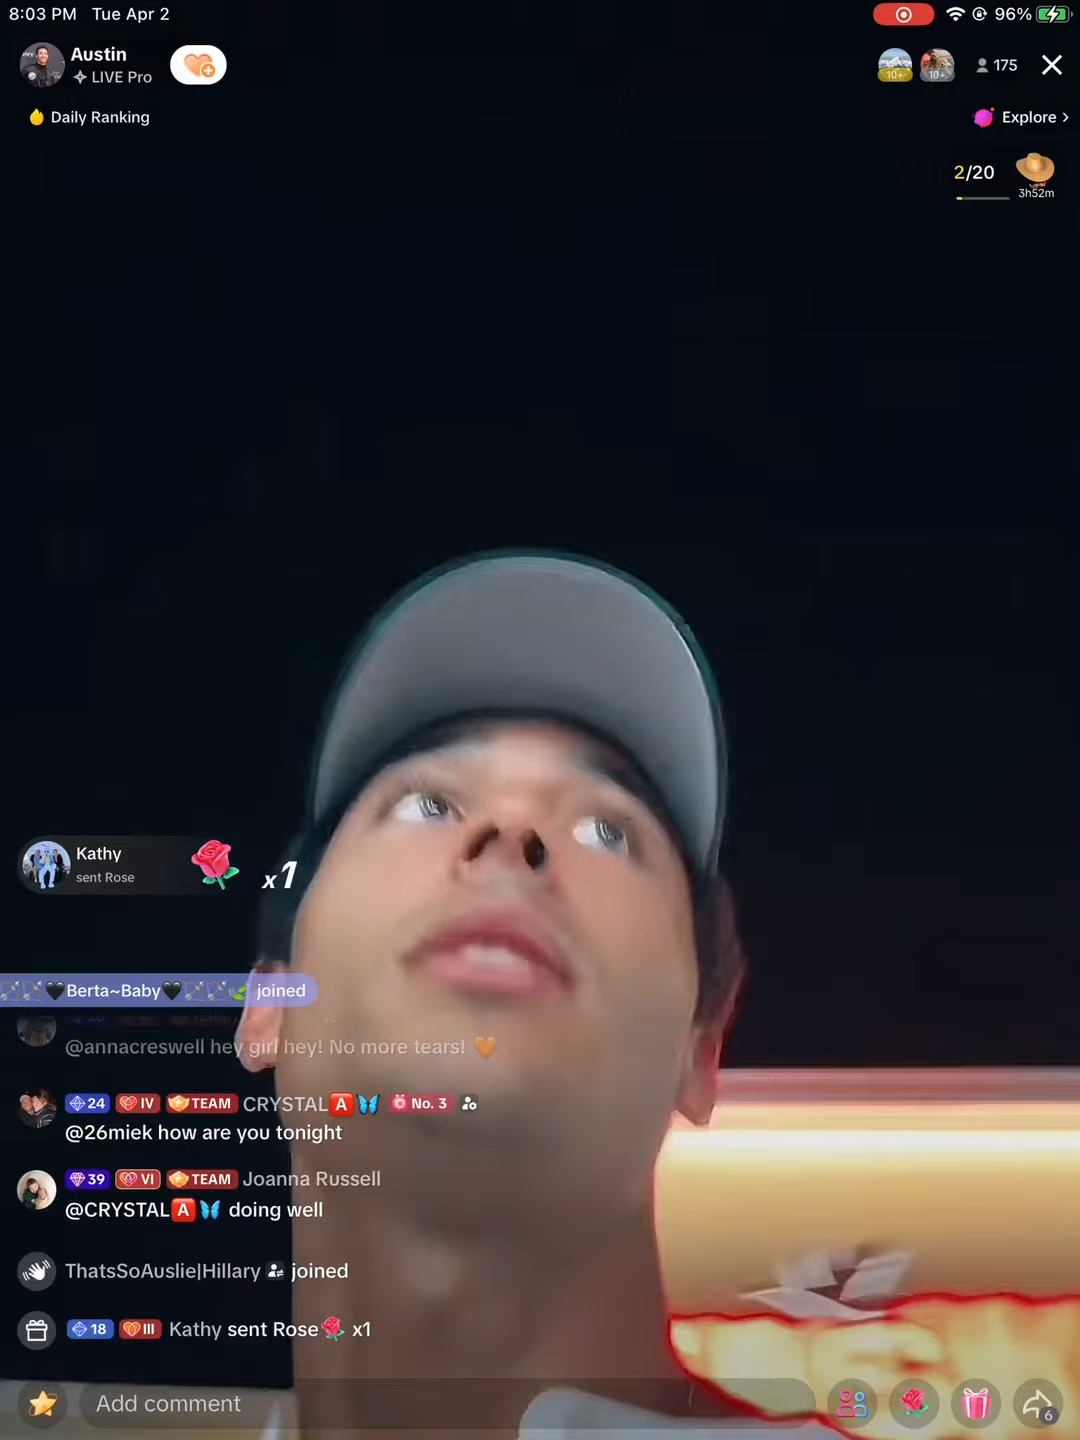 8:03 PM Tue Apr 2
96%
Austin
LIVE Pro
10+ 10+ 175
Daily Ranking
Explore >
2/20
3h52m
Kathy
sent Rose
x1
🖤Berta~Baby🖤 joined
@annacreswell hey girl hey! No more tears! 🧡
24 IV TEAM CRYSTAL🅰️🦋 No. 3
@26miek how are you tonight
39 VI TEAM Joanna Russell
@CRYSTAL🅰️🦋 doing well
ThatsSoAuslie|Hillary joined
18 III Kathy sent Rose🌹 x1
Add comment
6